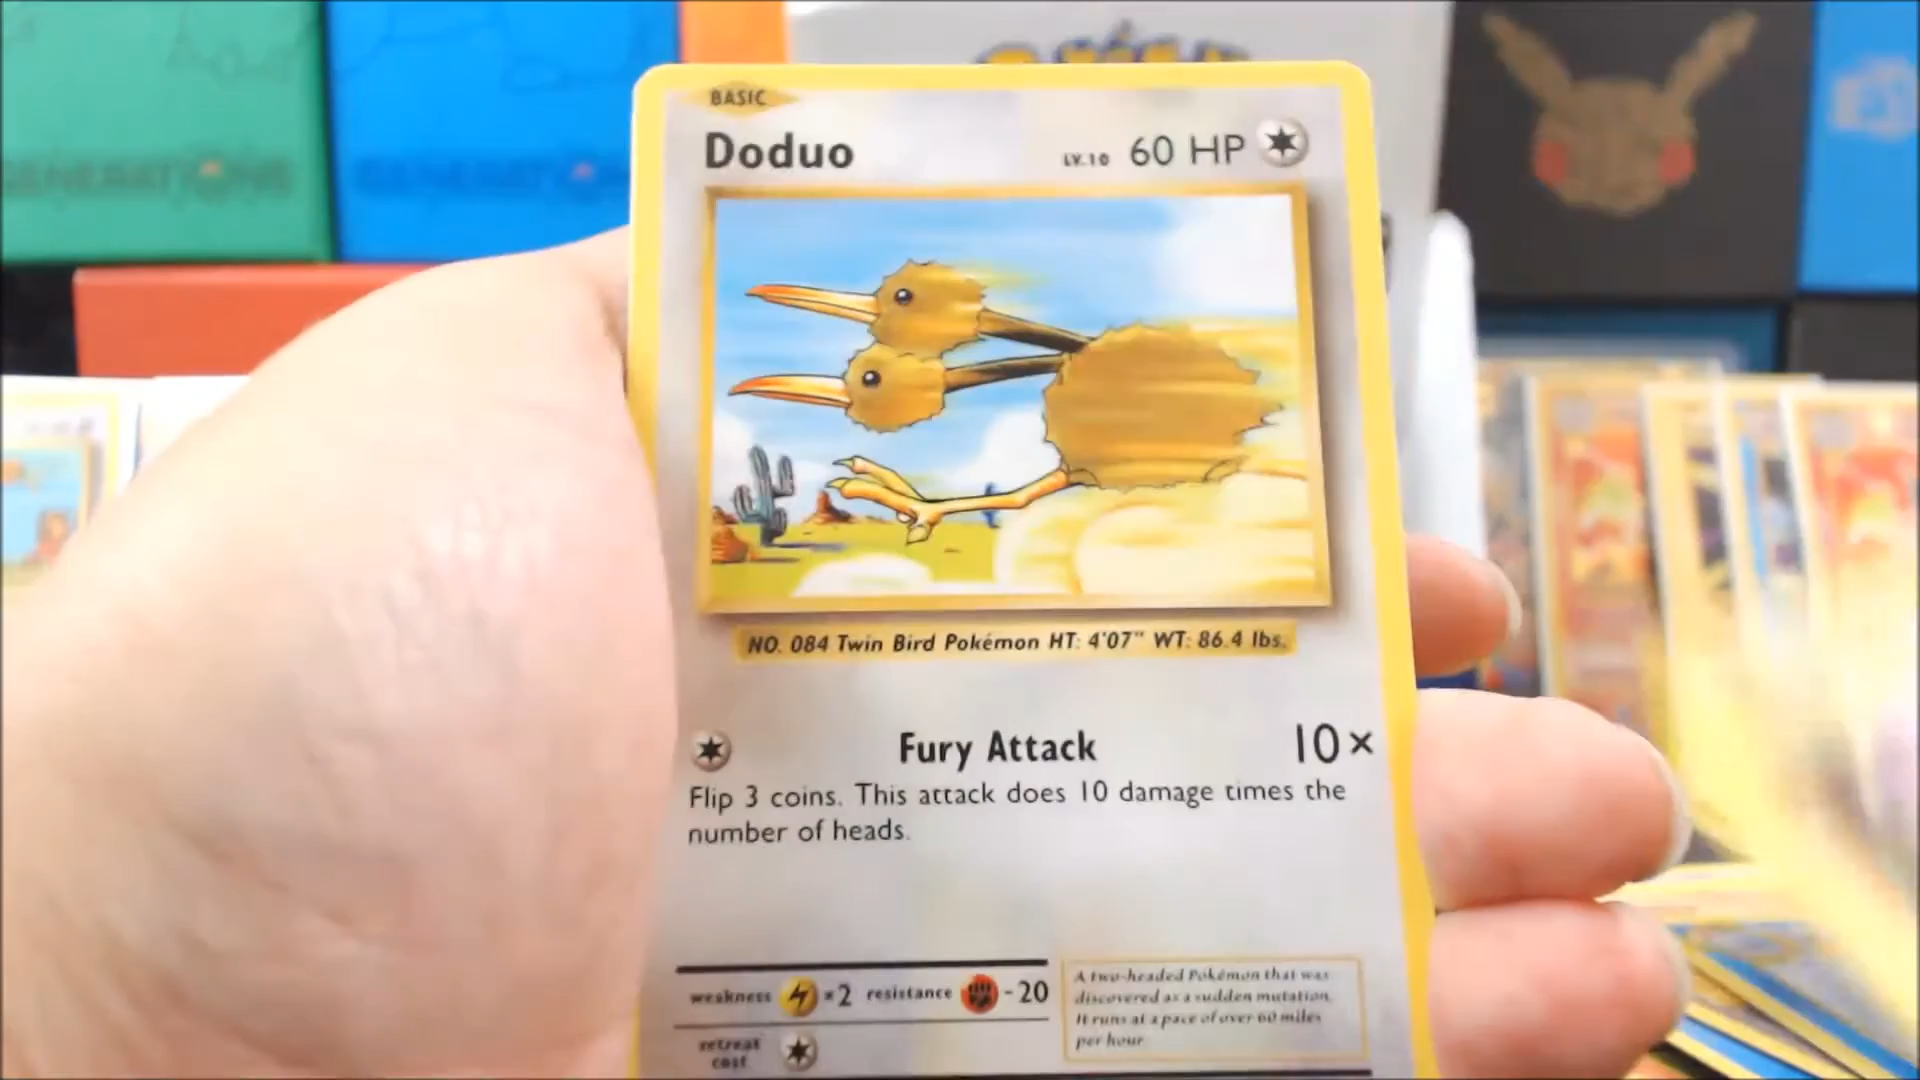 GENERATIONS
GENERATIONS
BASIC
Doduo
LV.10 60 HP
NO. 084 Twin Bird Pokémon HT: 4'07" WT: 86.4 lbs.
Fury Attack 10×
Flip 3 coins. This attack does 10 damage times the
number of heads.
weakness ×2 resistance -20
retreat
cost
A two-headed Pokémon that was
discovered as a sudden mutation.
It runs at a pace of over 60 miles
per hour.